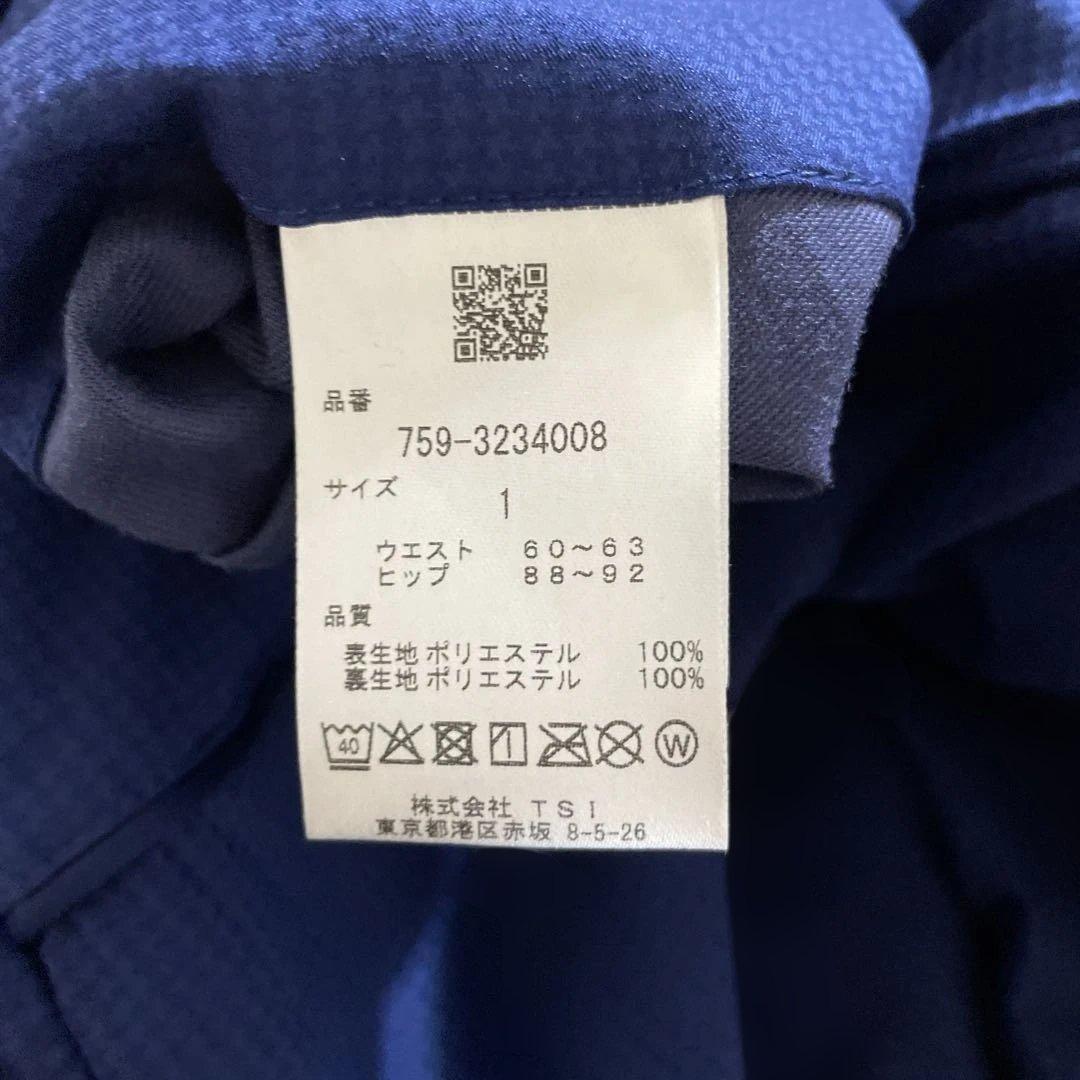 品番
759-3234008
サイズ
1
ウエスト 60～63
ヒップ 88～92
品質
表生地 ポリエステル 100%
裏生地 ポリエステル 100%
40 W
株式会社 TSI
東京都港区赤坂 8-5-26